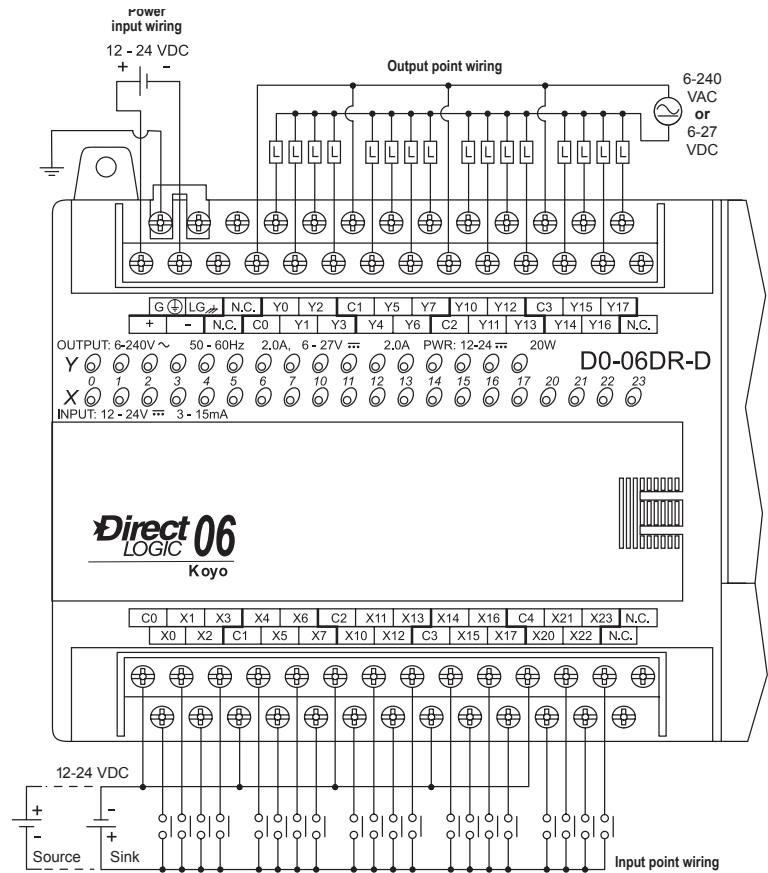 Power
input wiring
12 - 24 VDC
+ -
Output point wiring
6-240
VAC
or
6-27
VDC
L L L L L L L L L L L L L L L L
G LG N.C. Y0 Y2 C1 Y5 Y7 Y10 Y12 C3 Y15 Y17
+ - N.C. C0 Y1 Y3 Y4 Y6 C2 Y11 Y13 Y14 Y16 N.C.
OUTPUT: 6-240V ~ 50 - 60Hz 2.0A, 6 - 27V ⎓ 2.0A PWR: 12-24 ⎓ 20W
Y D0-06DR-D
0 1 2 3 4 5 6 7 10 11 12 13 14 15 16 17 20 21 22 23
X
INPUT: 12 - 24V ⎓ 3 - 15mA
Direct 06
LOGIC
Koyo
C0 X1 X3 X4 X6 C2 X11 X13 X14 X16 C4 X21 X23 N.C.
X0 X2 C1 X5 X7 X10 X12 C3 X15 X17 X20 X22 N.C.
12-24 VDC
+ -
- +
Source Sink
Input point wiring